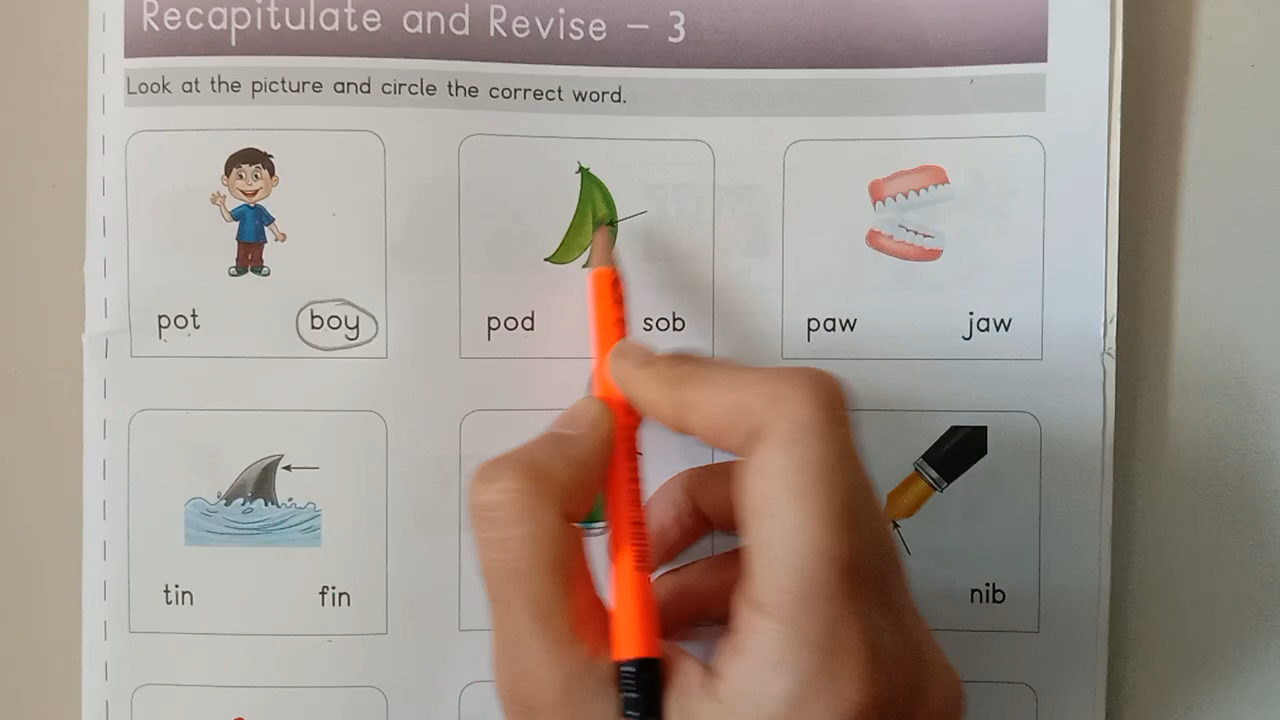 Recapitulate and Revise – 3
Look at the picture and circle the correct word.
pot boy
pod sob
paw jaw
tin fin
nib